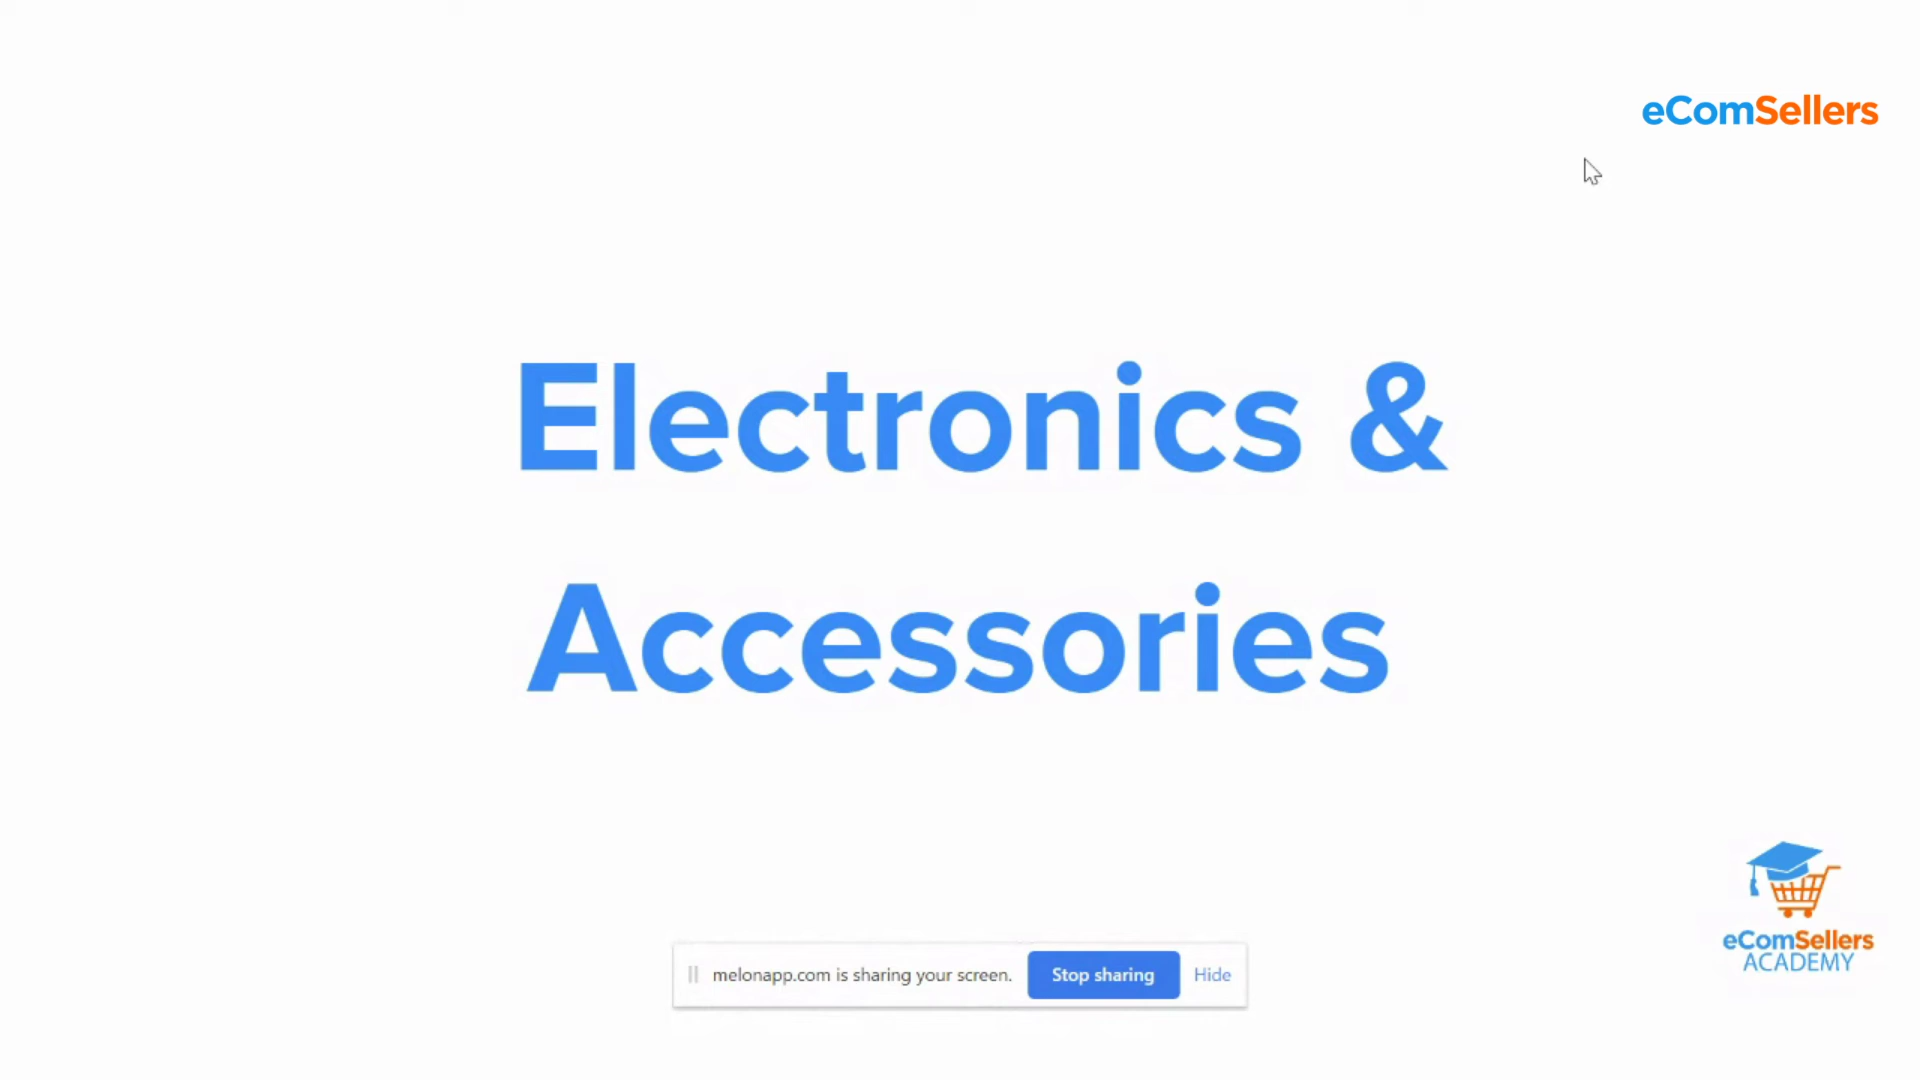 eComSellers
Electronics &
Accessories
eComSellers
ACADEMY
melonapp.com is sharing your screen. Stop sharing Hide